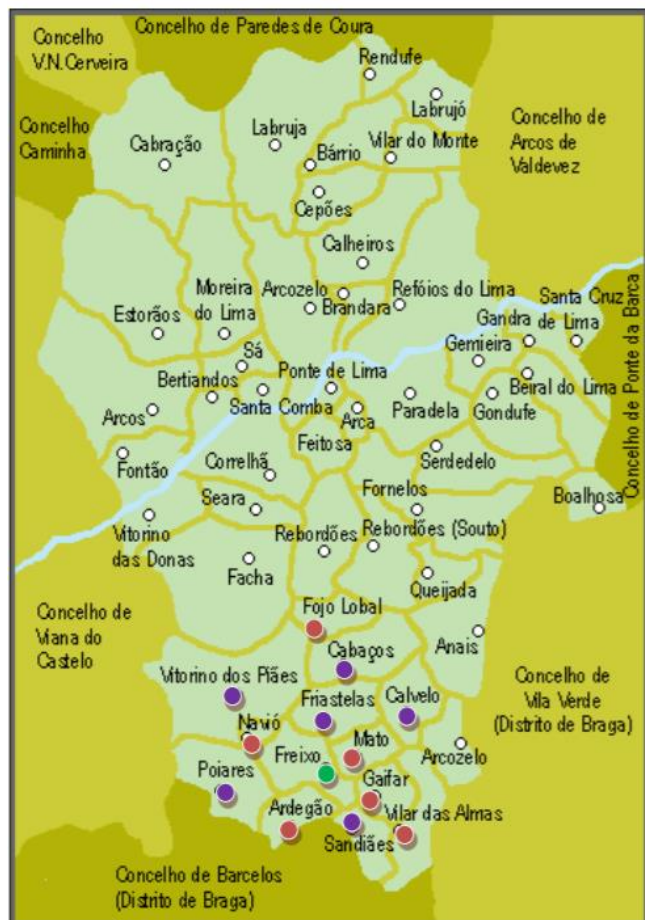 Concelho
V.N.Cerveira
Concelho de Paredes de Coura
Rendufe
Labrujó
Concelho
Caminha
Cabração
Labruja
Bárrio
Vilar do Monte
Concelho de
Arcos de
Valdevez
Cepões
Calheiros
Estorãos
Moreira
do Lima
Arcozelo
Brandara
Refóios do Lima
Santa Cruz
de Lima
Gandra
Gemieira
Sá
Bertiandos
Santa Comba
Ponte de Lima
Arca
Paradela
Gondufe
Beiral do Lima
Concelho de Ponte da Barca
Arcos
Feitosa
Serdedelo
Fontão
Correlhã
Seara
Fornelos
Boalhosa
Vitorino
das Donas
Rebordões
Rebordões (Souto)
Facha
Queijada
Concelho de
Viana do
Castelo
Fojo Lobal
Anais
Cabaços
Vitorino dos Piães
Friastelas
Calvelo
Concelho de
Vila Verde
(Distrito de Braga)
Navió
Mato
Arcozelo
Freixo
Poiares
Gaifar
Ardegão
Vilar das Almas
Sandiães
Concelho de Barcelos
(Distrito de Braga)